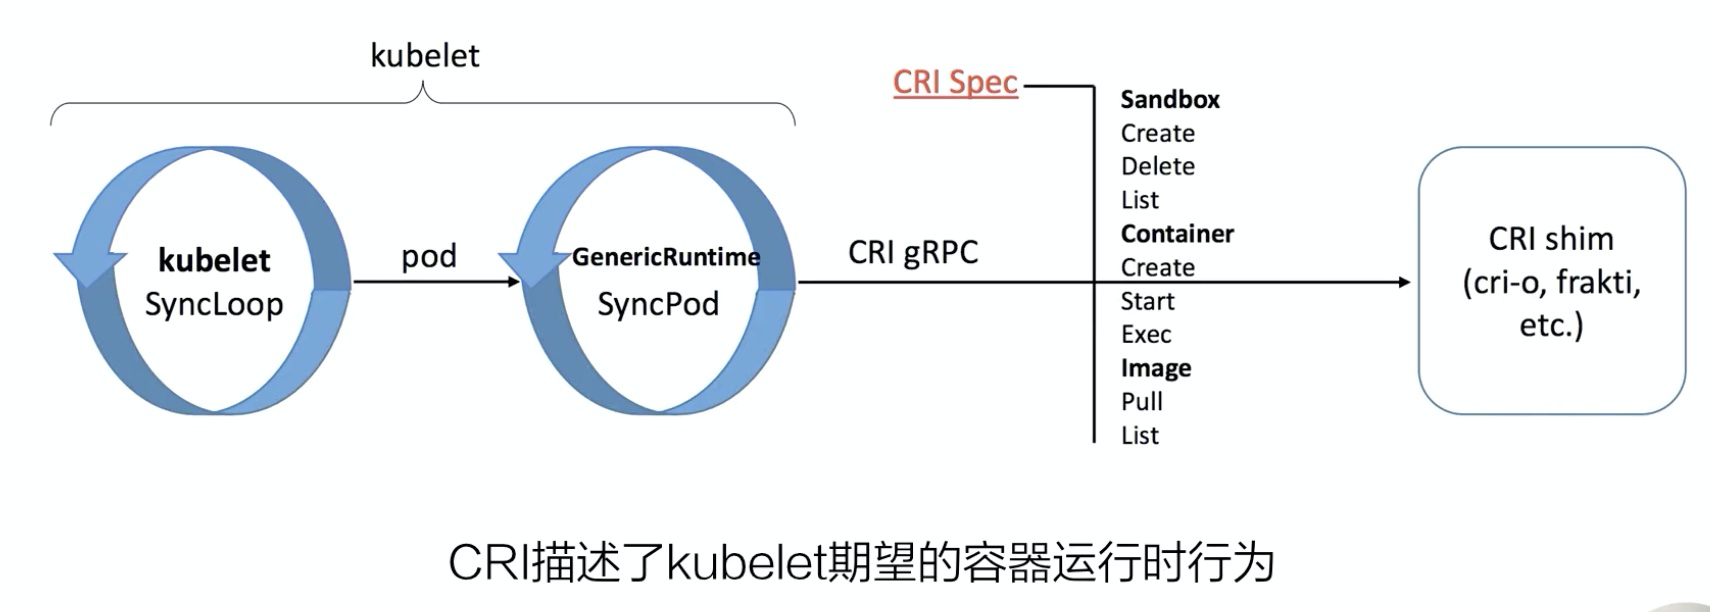 kubelet
kubelet
SyncLoop
pod
GenericRuntime
SyncPod
CRI gRPC
CRI Spec
Sandbox
Create
Delete
List
Container
Create
Start
Exec
Image
Pull
List
CRI shim
(cri-o, frakti,
etc.)
CRI描述了kubelet期望的容器运行时行为